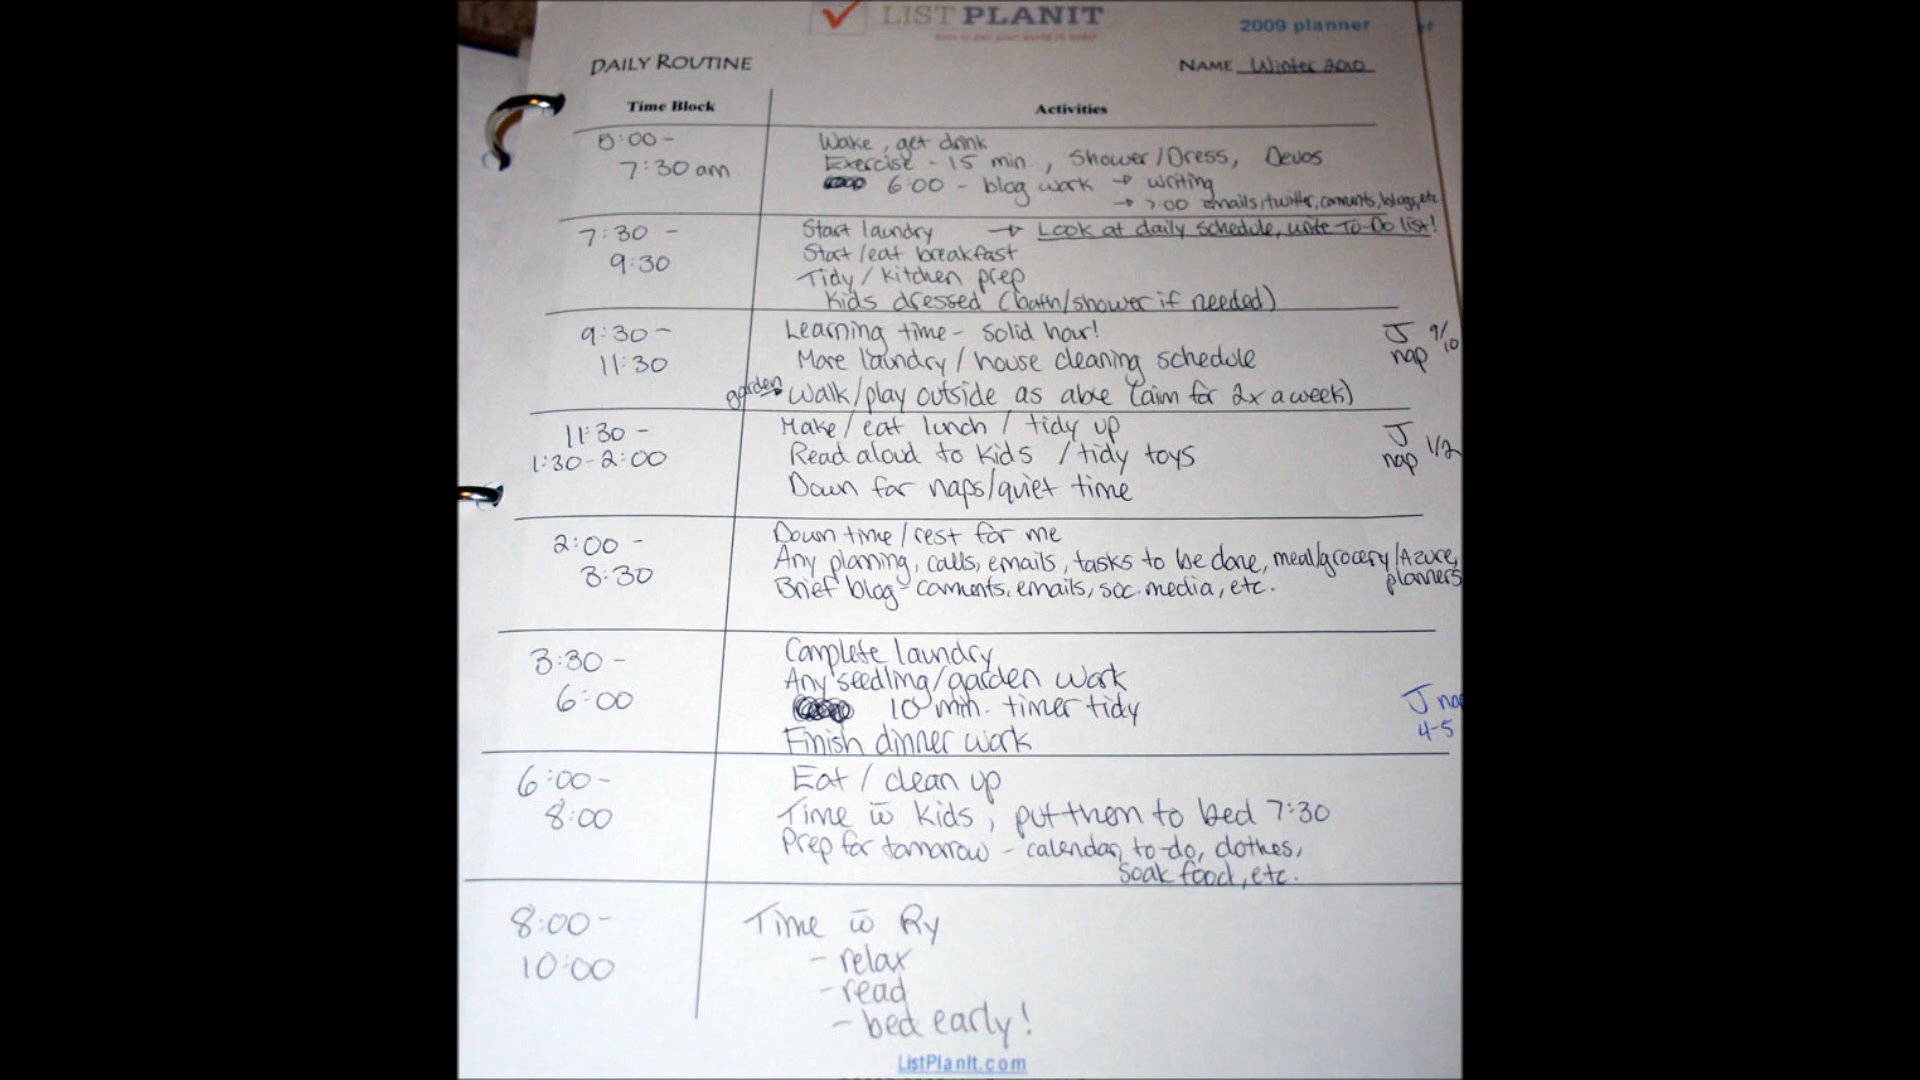 LIST PLANIT
2009 planner
DAILY ROUTINE
NAME Winter 2010
Time Block
Activities
5:00 -
7:30 am
Wake, get drink
Exercise - 15 min., Shower/Dress, Devos
6:00 - blog work → writing
→ 7:00 emails, twitter, comments, blogs, etc
7:30 -
9:30
Start laundry → Look at daily schedule, write To-Do list!
Start/eat breakfast
Tidy/kitchen prep
Kids dressed (bath/shower if needed)
9:30 -
11:30
Learning time - solid hour!
More laundry/house cleaning schedule
garden
Walk/play outside as able (aim for 2x a week)
J 9/10
nap
11:30 -
1:30-2:00
Make/eat lunch / tidy up
Read aloud to kids / tidy toys
Down for naps/quiet time
J
nap 1/2
2:00 -
3:30
Down time/rest for me
Any planning, calls, emails, tasks to be done, meal/grocery/Azure,
planners
Brief blog - comments, emails, soc. media, etc.
3:30 -
6:00
Complete laundry
Any seedling/garden work
10 min. timer tidy
Finish dinner work
J na
4-5
6:00 -
8:00
Eat / clean up
Time w̄ kids, put them to bed 7:30
Prep for tomorrow - calendar, to-do, clothes,
soak food, etc.
8:00 -
10:00
Time w̄ Ry
- relax
- read
- bed early!
ListPlanIt.com